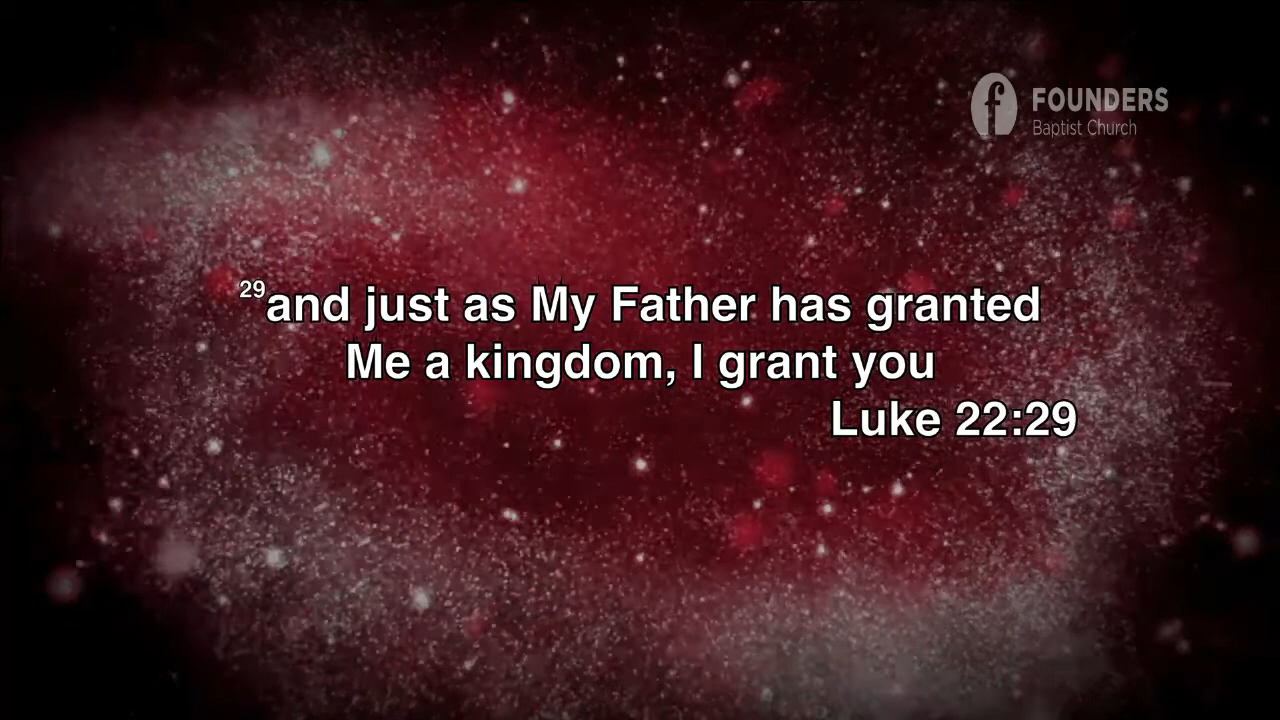 FOUNDERS
Baptist Church
29and just as My Father has granted
Me a kingdom, I grant you
Luke 22:29